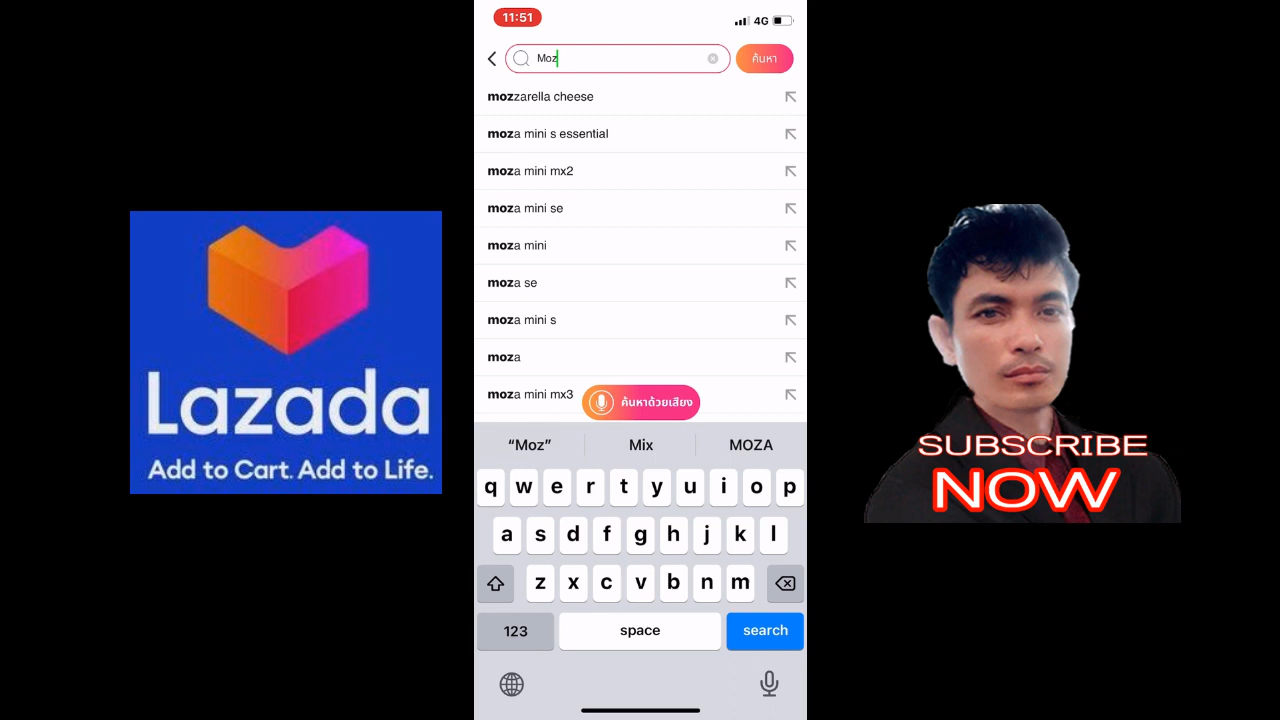 11:51
4G
Moz
ค้นหา
mozzarella cheese
moza mini s essential
moza mini mx2
moza mini se
moza mini
moza se
moza mini s
moza
moza mini mx3
ค้นหาด้วยเสียง
“Moz”
Mix
MOZA
q w e r t y u i o p
a s d f g h j k l
z x c v b n m
123
space
search
Lazada
Add to Cart. Add to Life.
SUBSCRIBE
NOW